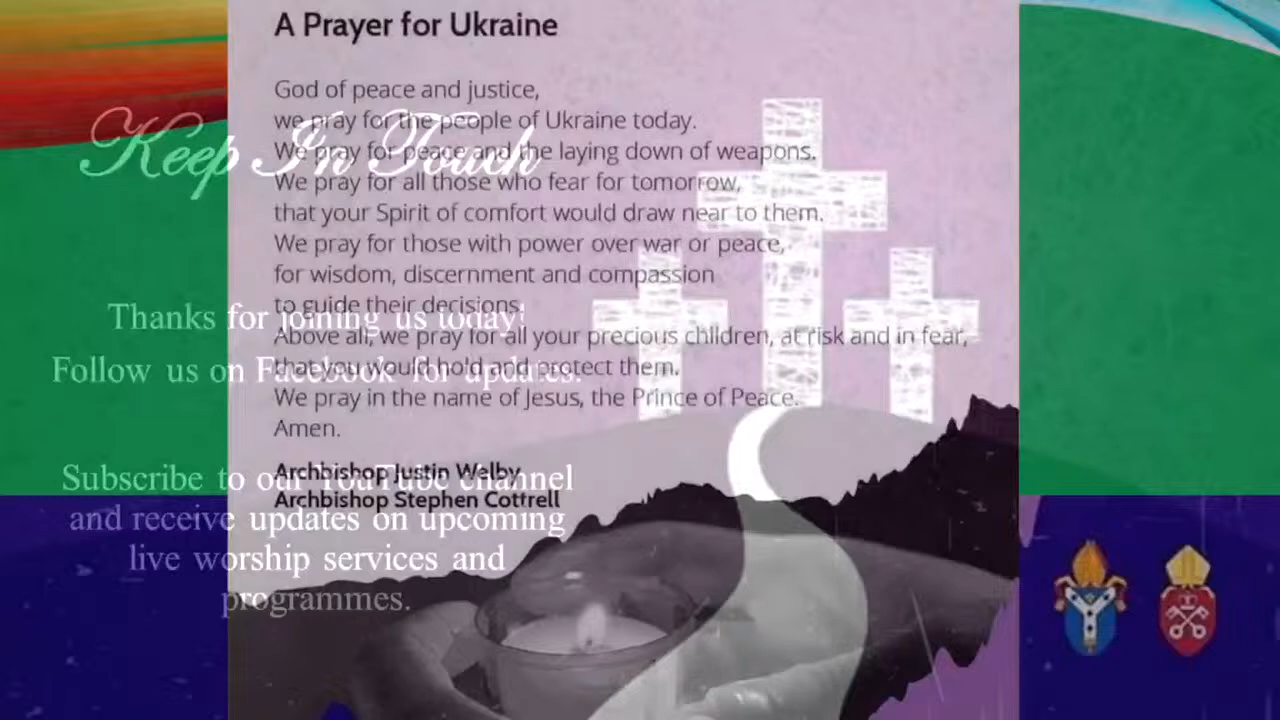 A Prayer for Ukraine
God of peace and justice,
we pray for the people of Ukraine today.
We pray for peace and the laying down of weapons.
We pray for all those who fear for tomorrow,
that your Spirit of comfort would draw near to them.
We pray for those with power over war or peace,
for wisdom, discernment and compassion
to guide their decisions.
Above all, we pray for all your precious children, at risk and in fear,
that you would hold and protect them.
We pray in the name of Jesus, the Prince of Peace.
Amen.
Archbishop Justin Welby
Archbishop Stephen Cottrell
Keep In Touch
Thanks for joining us today!
Follow us on Facebook for updates.
Subscribe to our YouTube channel
and receive updates on upcoming
live worship services and
programmes.